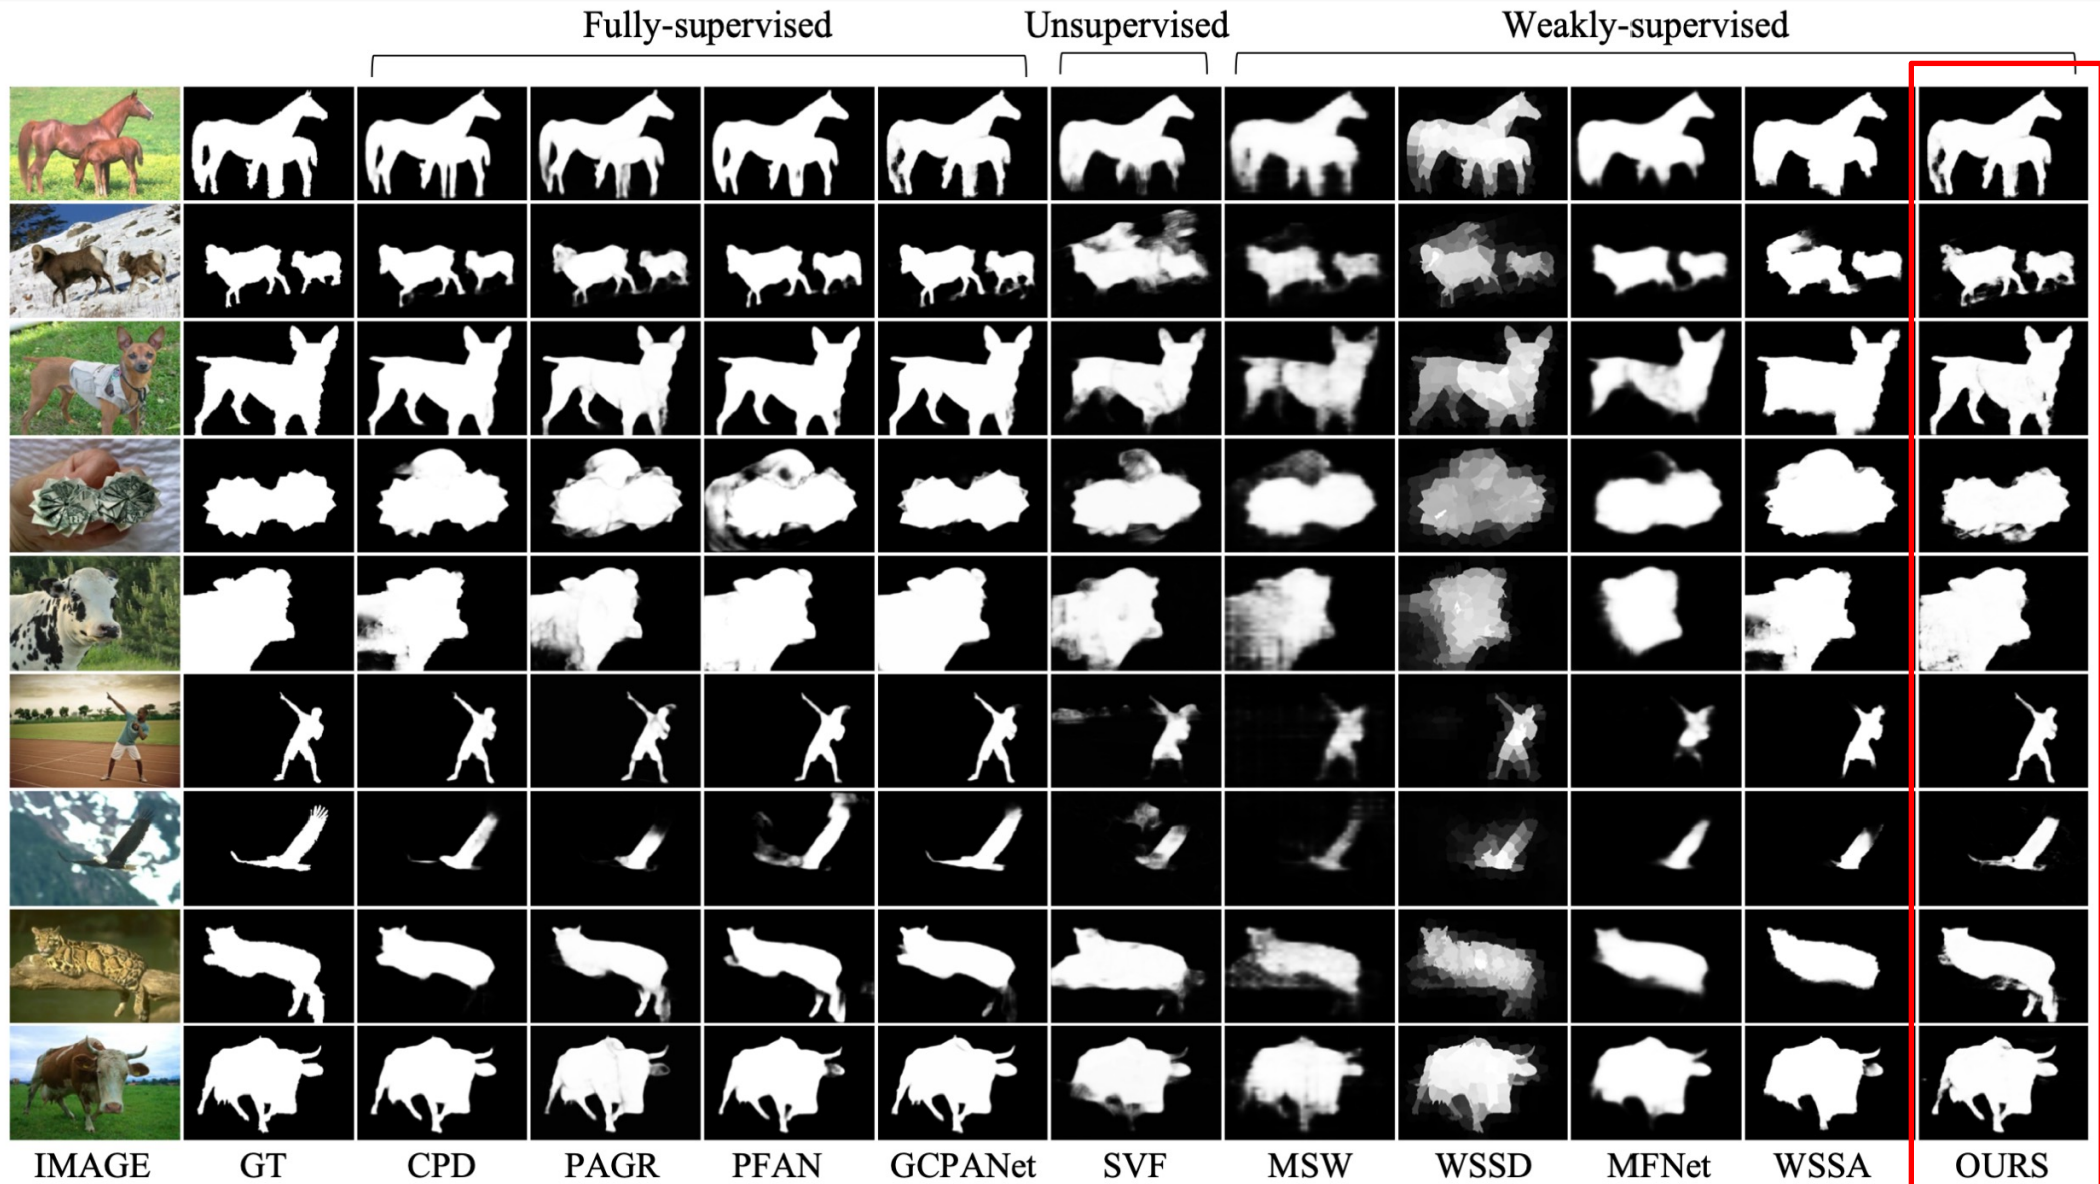 Fully-supervised Unsupervised Weakly-supervised
IMAGE GT CPD PAGR PFAN GCPANet SVF MSW WSSD MFNet WSSA OURS